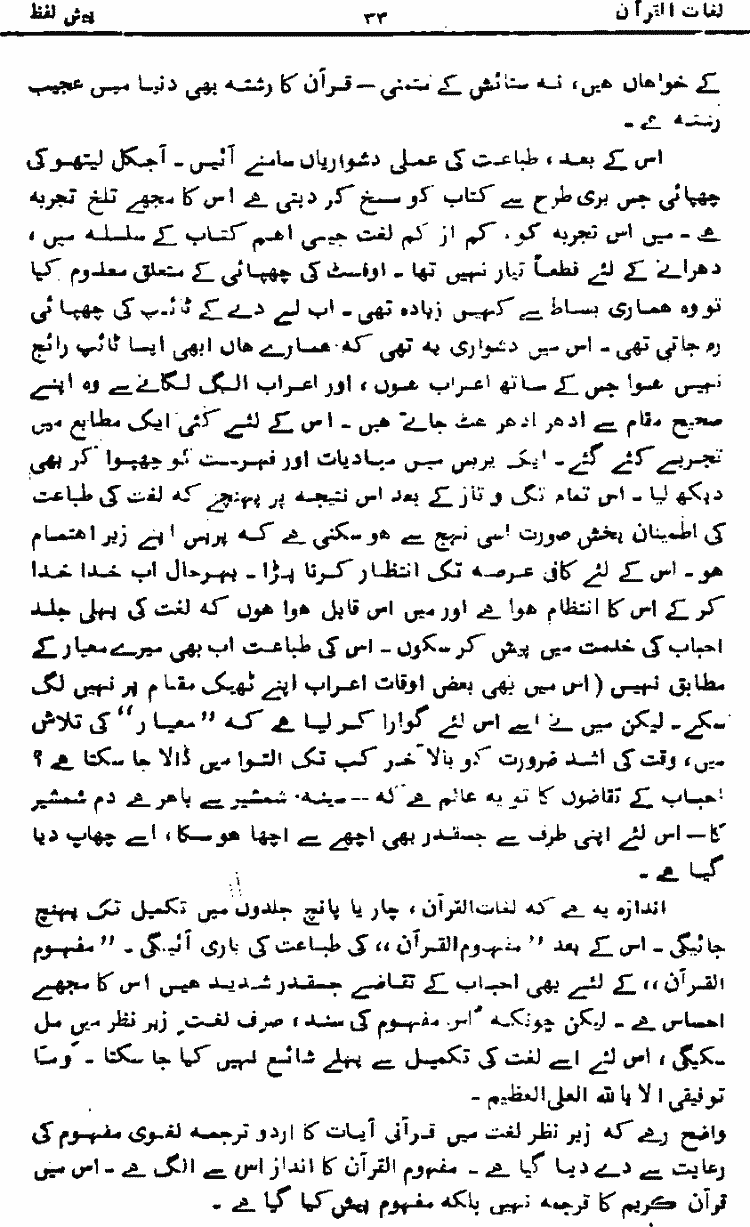 لغات القرآن ۳۳ پیش لفظ
کے خواھاں ھیں، نہ ستائش کے متمنی — قرآن کا رشتہ بھی دنیا میں عجیب
رشتہ ہے ۔
اس کے بعد، طباعت کی عملی دشواریاں سامنے آئیں ۔ آجکل لیتھو کی
چھپائی جس بری طرح سے کتاب کو مسخ کر دیتی ہے اس کا مجھے تلخ تجربہ
ہے ۔ میں اس تجربہ کو، کم از کم لغت جیسی اھم کتاب کے سلسلہ میں،
دھرانے کے لئے قطعاً تیار نہیں تھا ۔ اوفسٹ کی چھپائی کے متعلق معلوم کیا
تو وہ ھماری بساط سے کہیں زیادہ تھی ۔ اب لے دے کے ٹائپ کی چھپائی
رہ جاتی تھی ۔ اس میں دشواری یہ تھی کہ ھمارے ھاں ابھی ایسا ٹائپ رائج
نہیں ھوا جس کے ساتھ اعراب ھوں، اور اعراب الگ لگانے سے وہ اپنے
صحیح مقام سے ادھر ادھر ھٹ جاتے ھیں ۔ اس کے لئے کئی ایک مطابع میں
تجربے کئے گئے ۔ ایک پریس میں مبادیات اور فہرست کو چھپوا کر بھی
دیکھ لیا ۔ اس تمام تگ و تاز کے بعد اس نتیجہ پر پہنچے کہ لغت کی طباعت
کی اطمینان بخش صورت اسی نہج سے ھو سکتی ہے کہ پریس اپنے زیر اھتمام
ھو ۔ اس کے لئے کافی عرصہ تک انتظار کرنا پڑا ۔ بہرحال اب خدا خدا
کر کے اس کا انتظام ھوا ہے اور میں اس قابل ھوا ھوں کہ لغت کی پہلی جلد
احباب کی خدمت میں پیش کر سکوں ۔ اس کی طباعت اب بھی میرے معیار کے
مطابق نہیں (اس میں بھی بعض اوقات اعراب اپنے ٹھیک مقام پر نہیں لگ
سکے ۔ لیکن میں نے اسے اس لئے گوارا کر لیا ہے کہ ”معیار“ کی تلاش
میں، وقت کی اشد ضرورت کو بالآخر کب تک التوا میں ڈالا جا سکتا ہے ؟
احباب کے تقاضوں کا تو یہ عالم ہے کہ -- سینہ شمشیر سے باھر ہے دم شمشیر
کا — اس لئے اپنی طرف سے جسقدر بھی اچھے سے اچھا ھو سکا، اسے چھاپ دیا
گیا ہے ۔
اندازہ یہ ہے کہ لغات القرآن، چار یا پانچ جلدوں میں تکمیل تک پہنچ
جائیگی ۔ اس کے بعد ”مفہوم القرآن“ کی طباعت کی باری آئیگی ۔ ”مفہوم
القرآن“ کے لئے بھی احباب کے تقاضے جسقدر شدید ھیں اس کا مجھے
احساس ہے ۔ لیکن چونکہ اس مفہوم کی سند، صرف لغت زیر نظر میں مل
سکیگی، اس لئے اسے لغت کی تکمیل سے پہلے شائع نہیں کیا جا سکتا ۔ وما
توفیقی الا باللہ العلی العظیم ۔
واضح رہے کہ زیر نظر لغت میں قرآنی آیات کا اردو ترجمہ لغوی مفہوم کی
رعایت سے دے دیا گیا ہے ۔ مفہوم القرآن کا انداز اس سے الگ ہے ۔ اس میں
قرآن کریم کا ترجمہ نہیں بلکہ مفہوم پیش کیا گیا ہے ۔